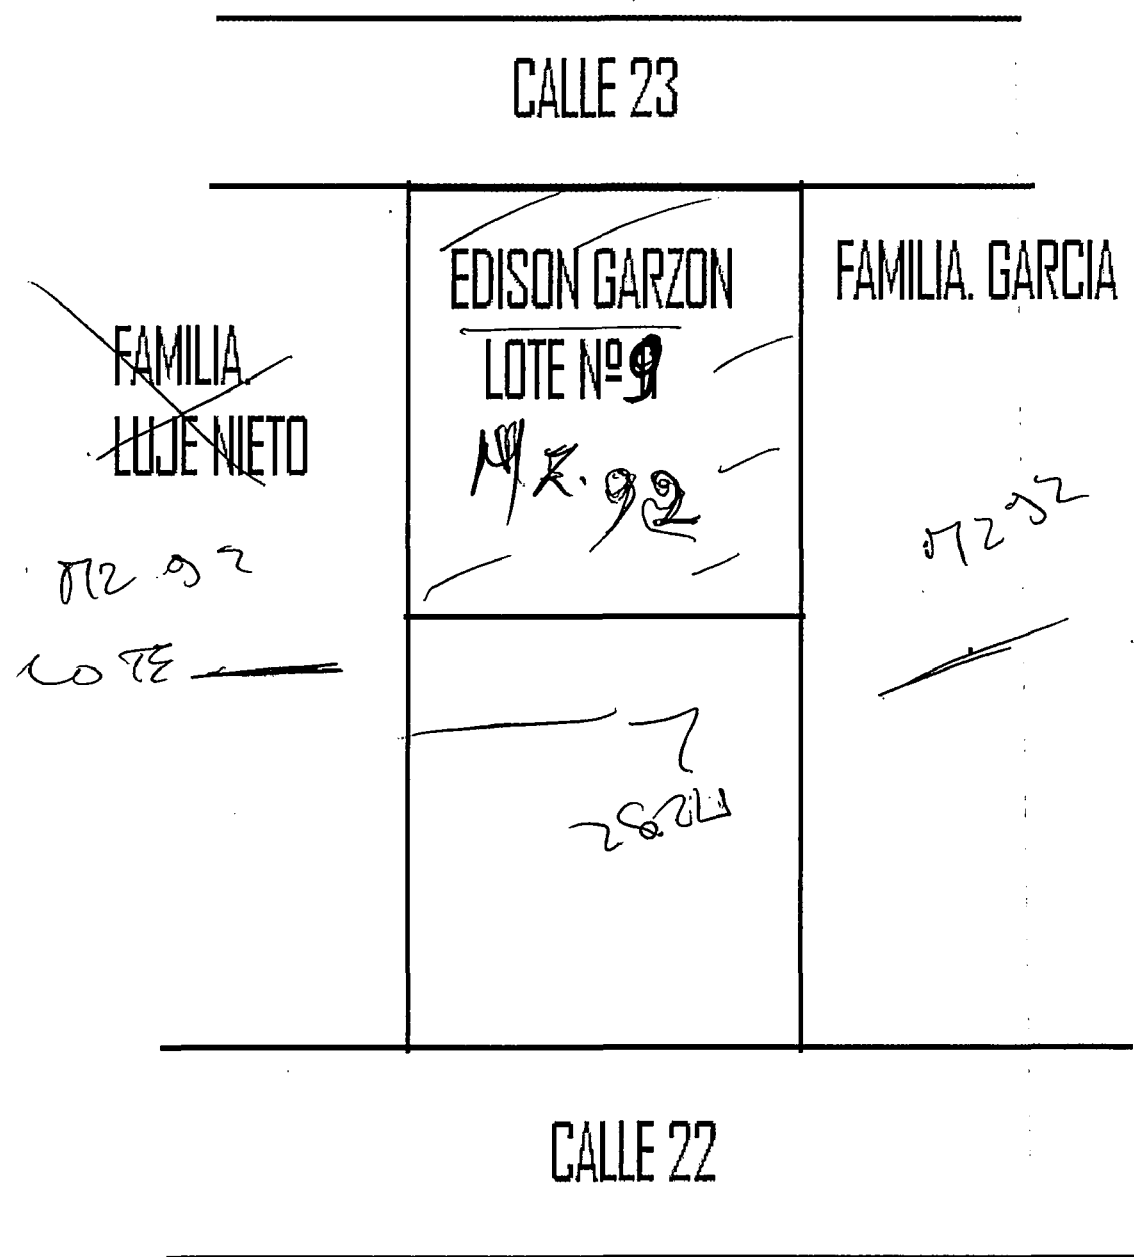 CALLE 23
EDISON GARZON
LOTE Nº 9
Mz. 92
FAMILIA. GARCIA
Mz 92
FAMILIA.
LUJE NIETO
Mz 92
LOTE
CALLE 22